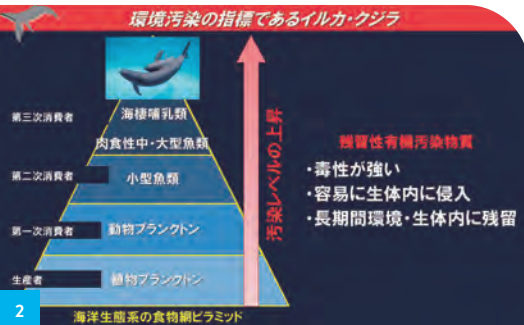 環境汚染の指標であるイルカ・クジラ
第三次消費者
海棲哺乳類
肉食性中・大型魚類
第二次消費者
小型魚類
第一次消費者
動物プランクトン
生産者
植物プランクトン
海洋生態系の食物網ピラミッド
汚染レベルの上昇
残留性有機汚染物質
・毒性が強い
・容易に生体内に侵入
・長期間環境・生体内に残留
2